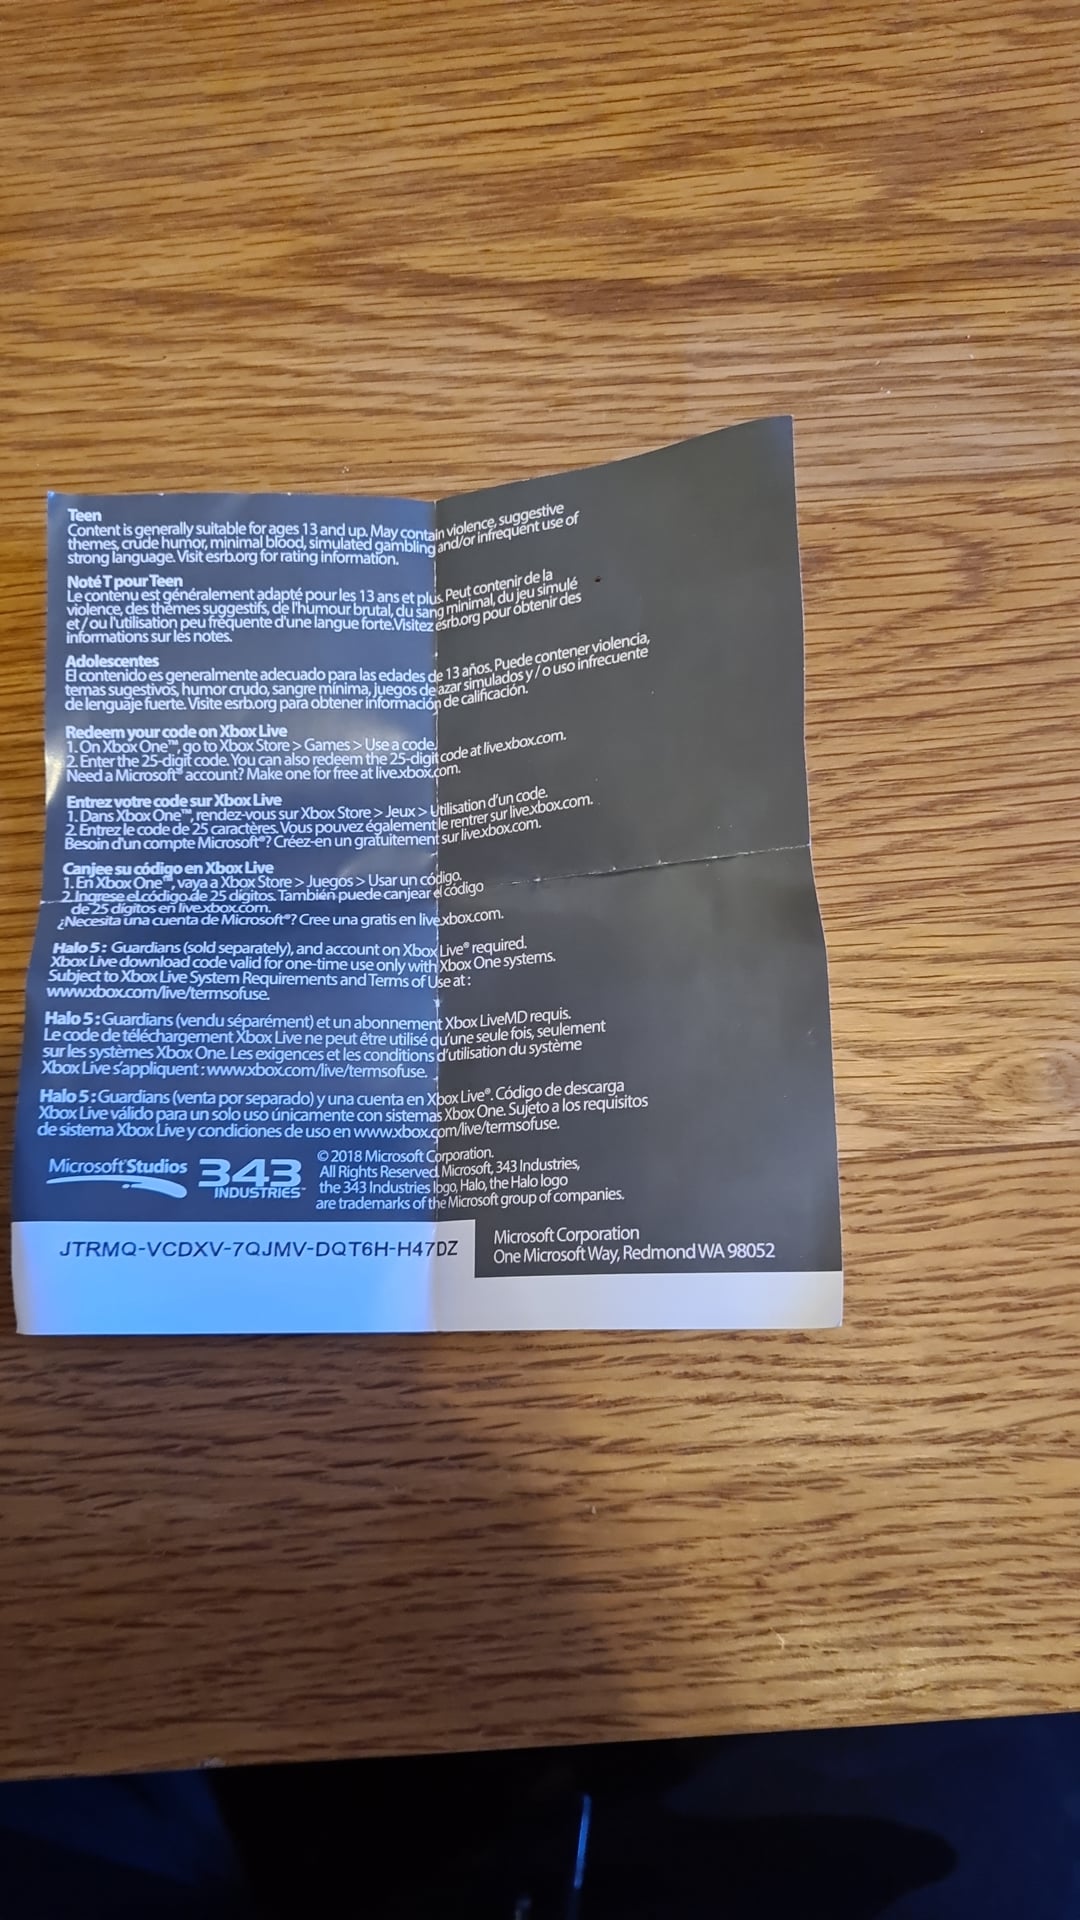 Teen
Content is generally suitable for ages 13 and up. May contain violence, suggestive
themes, crude humor, minimal blood, simulated gambling and/or infrequent use of
strong language. Visit esrb.org for rating information.
Noté T pour Teen
Le contenu est généralement adapté pour les 13 ans et plus. Peut contenir de la
violence, des thèmes suggestifs, de l'humour brutal, du sang minimal, du jeu simulé
et / ou l'utilisation peu fréquente d'une langue forte. Visitez esrb.org pour obtenir des
informations sur les notes.
Adolescentes
El contenido es generalmente adecuado para las edades de 13 años. Puede contener violencia,
temas sugestivos, humor crudo, sangre mínima, juegos de azar simulados y / o uso infrecuente
de lenguaje fuerte. Visite esrb.org para obtener información de calificación.
Redeem your code on Xbox Live
1. On Xbox One™, go to Xbox Store > Games > Use a code.
2. Enter the 25-digit code. You can also redeem the 25-digit code at live.xbox.com.
Need a Microsoft® account? Make one for free at live.xbox.com.
Entrez votre code sur Xbox Live
1. Dans Xbox One™, rendez-vous sur Xbox Store > Jeux > Utilisation d'un code.
2. Entrez le code de 25 caractères. Vous pouvez également le rentrer sur live.xbox.com.
Besoin d'un compte Microsoft®? Créez-en un gratuitement sur live.xbox.com.
Canjee su código en Xbox Live
1. En Xbox One™, vaya a Xbox Store > Juegos > Usar un código.
2. Ingrese el código de 25 dígitos. También puede canjear el código
de 25 dígitos en live.xbox.com.
¿Necesita una cuenta de Microsoft®? Cree una gratis en live.xbox.com.
Halo 5: Guardians (sold separately), and account on Xbox Live® required.
Xbox Live download code valid for one-time use only with Xbox One systems.
Subject to Xbox Live System Requirements and Terms of Use at:
www.xbox.com/live/termsofuse.
Halo 5: Guardians (vendu séparément) et un abonnement Xbox LiveMD requis.
Le code de téléchargement Xbox Live ne peut être utilisé qu'une seule fois, seulement
sur les systèmes Xbox One. Les exigences et les conditions d'utilisation du système
Xbox Live s'appliquent : www.xbox.com/live/termsofuse.
Halo 5: Guardians (venta por separado) y una cuenta en Xbox Live®. Código de descarga
Xbox Live válido para un solo uso únicamente con sistemas Xbox One. Sujeto a los requisitos
de sistema Xbox Live y condiciones de uso en www.xbox.com/live/termsofuse.
Microsoft Studios
343 INDUSTRIES™
© 2018 Microsoft Corporation.
All Rights Reserved. Microsoft, 343 Industries,
the 343 Industries logo, Halo, the Halo logo
are trademarks of the Microsoft group of companies.
JTRMQ-VCDXV-7QJMV-DQT6H-H47DZ
Microsoft Corporation
One Microsoft Way, Redmond WA 98052